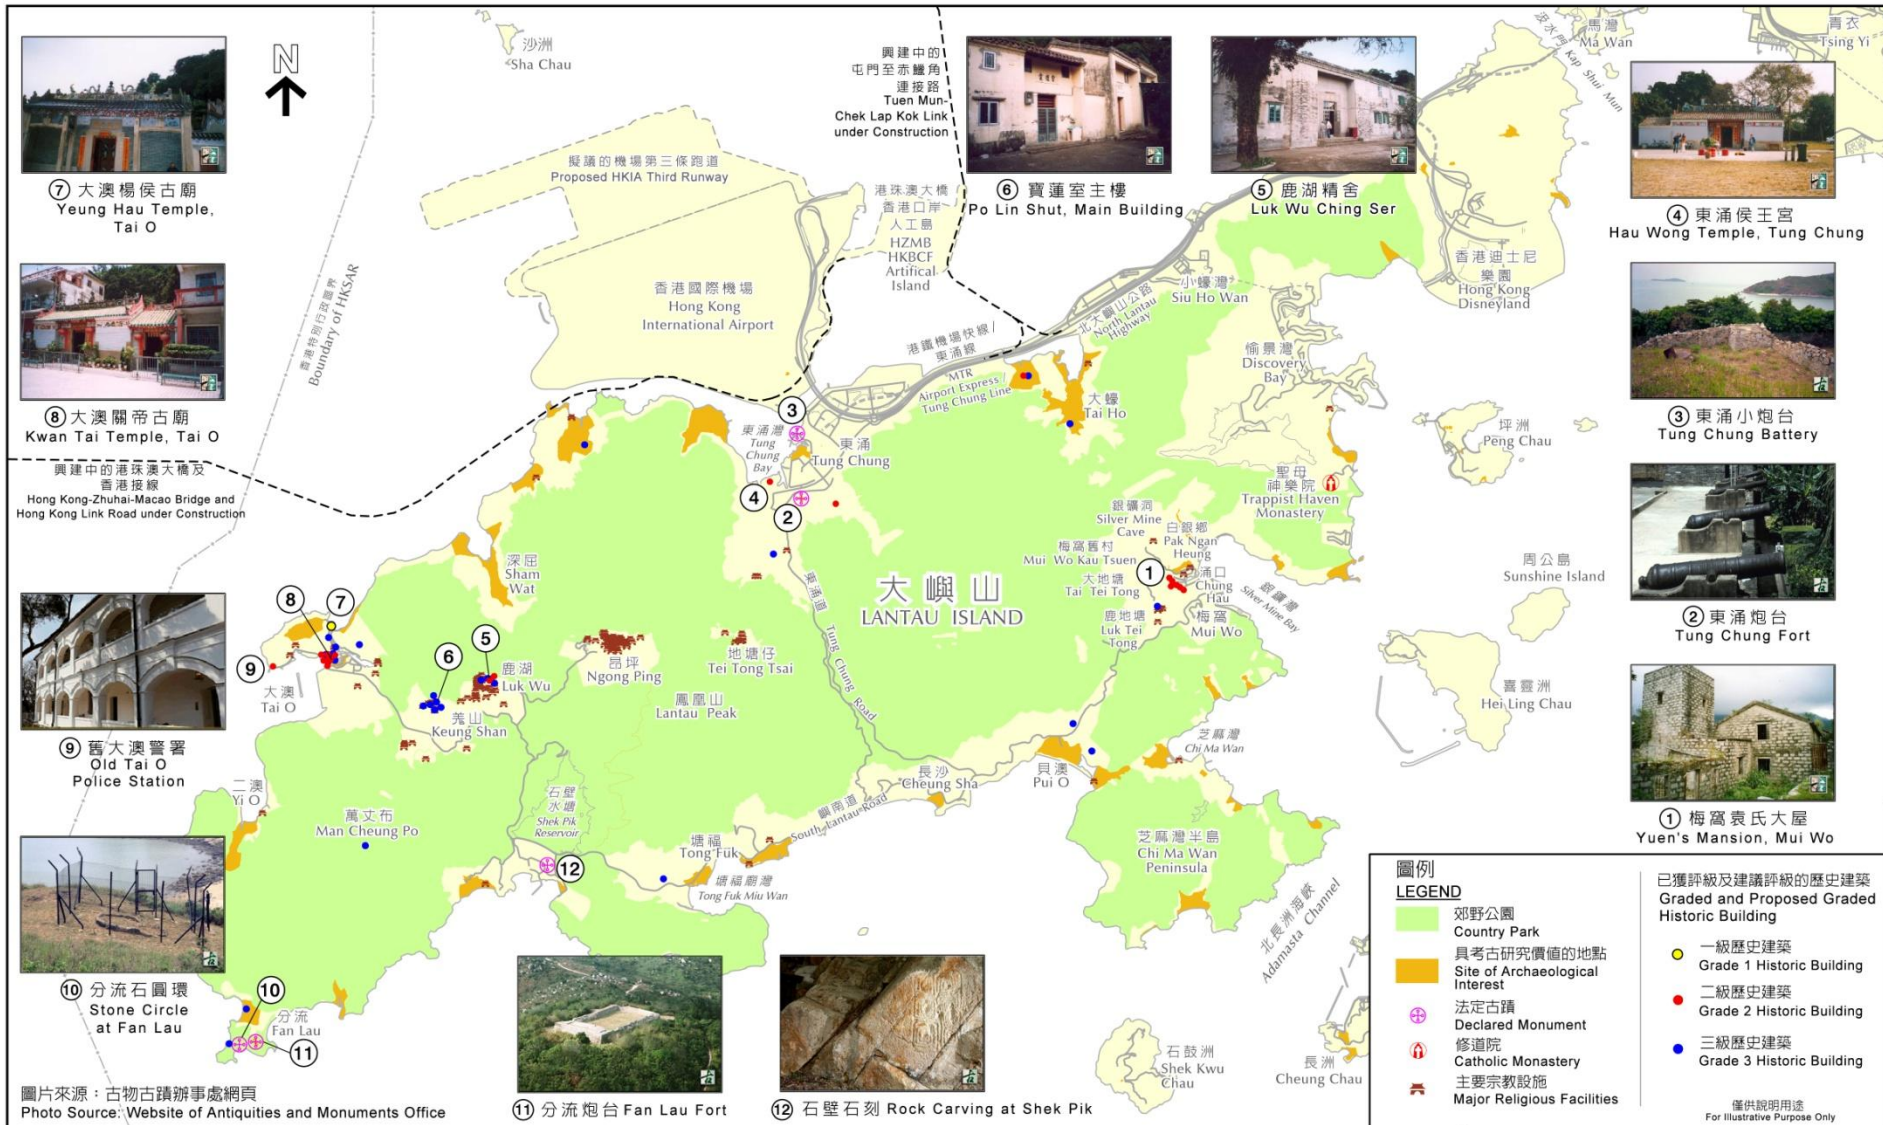 沙洲
Sha Chau
興建中的
屯門至赤鱲角
連接路
Tuen Mun-
Chek Lap Kok Link
under Construction
汲水門 Kap Shui Mun
馬灣
Ma Wan
青衣
Tsing Yi
N
⑦ 大澳楊侯古廟
Yeung Hau Temple,
Tai O
⑥ 寶蓮室主樓
Po Lin Shut, Main Building
⑤ 鹿湖精舍
Luk Wu Ching Ser
④ 東涌侯王宮
Hau Wong Temple, Tung Chung
擬議的機場第三條跑道
Proposed HKIA Third Runway
港珠澳大橋
香港口岸
人工島
HZMB
HKBCF
Artifical
Island
香港特別行政區界
Boundary of HKSAR
香港國際機場
Hong Kong
International Airport
小蠔灣
Siu Ho Wan
香港迪士尼
樂園
Hong Kong
Disneyland
北大嶼山公路
North Lantau
Highway
港鐵機場快線/
東涌線
MTR
Airport Express /
Tung Chung Line
愉景灣
Discovery
Bay
⑧ 大澳關帝古廟
Kwan Tai Temple, Tai O
③ 東涌小炮台
Tung Chung Battery
興建中的港珠澳大橋及
香港接線
Hong Kong-Zhuhai-Macao Bridge and
Hong Kong Link Road under Construction
3
東涌灣
Tung
Chung
Bay
東涌
Tung Chung
大蠔
Tai Ho
坪洲
Peng Chau
4
2
聖母
神樂院
Trappist Haven
Monastery
銀礦洞
Silver Mine
Cave
白銀鄉
Pak Ngan
Heung
梅窩舊村
Mui Wo Kau Tsuen
1
大地塘
Tai Tei Tong
涌口
Chung
Hau
銀礦灣
Silver Mine Bay
鹿地塘
Luk Tei
Tong
梅窩
Mui Wo
周公島
Sunshine Island
深屈
Sham
Wat
大嶼山
LANTAU ISLAND
東涌道
Tung Chung Road
② 東涌炮台
Tung Chung Fort
8
7
9
6
5
大澳
Tai O
鹿湖
Luk Wu
昂坪
Ngong Ping
地塘仔
Tei Tong Tsai
鳳凰山
Lantau Peak
羗山
Keung Shan
喜靈洲
Hei Ling Chau
⑨ 舊大澳警署
Old Tai O
Police Station
芝麻灣
Chi Ma Wan
貝澳
Pui O
長沙
Cheung Sha
二澳
Yi O
石壁
水塘
Shek Pik
Reservoir
嶼南道
South Lantau Road
萬丈布
Man Cheung Po
塘福
Tong Fuk
12
塘福廟灣
Tong Fuk Miu Wan
芝麻灣半島
Chi Ma Wan
Peninsula
① 梅窩袁氏大屋
Yuen's Mansion, Mui Wo
北長洲海峽
Adamasta Channel
⑩ 分流石圓環
Stone Circle
at Fan Lau
10
分流
Fan Lau
11
石鼓洲
Shek Kwu
Chau
長洲
Cheung Chau
圖片來源：古物古蹟辦事處網頁
Photo Source: Website of Antiquities and Monuments Office
⑪ 分流炮台 Fan Lau Fort
⑫ 石壁石刻 Rock Carving at Shek Pik
圖例
LEGEND
郊野公園
Country Park
具考古研究價值的地點
Site of Archaeological
Interest
法定古蹟
Declared Monument
修道院
Catholic Monastery
主要宗教設施
Major Religious Facilities
已獲評級及建議評級的歷史建築
Graded and Proposed Graded
Historic Building
一級歷史建築
Grade 1 Historic Building
二級歷史建築
Grade 2 Historic Building
三級歷史建築
Grade 3 Historic Building
僅供說明用途
For Illustrative Purpose Only